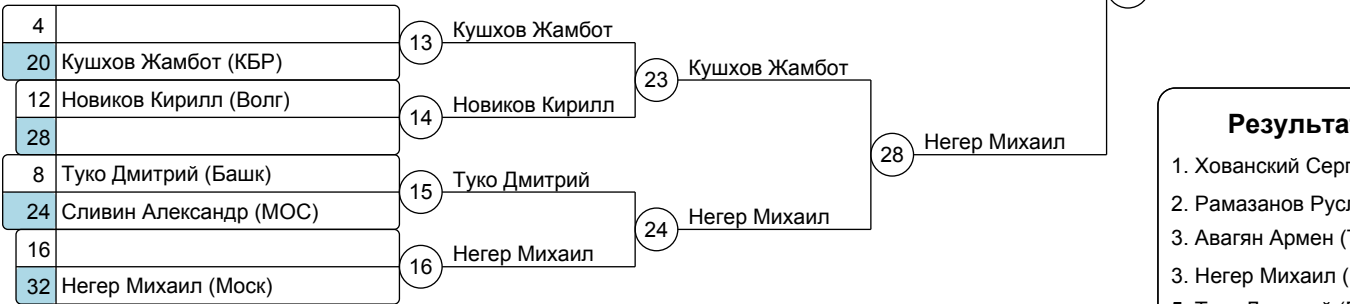 4
20 Кушхов Жамбот (КБР)
13
Кушхов Жамбот
12 Новиков Кирилл (Волг)
28
14
Новиков Кирилл
23
Кушхов Жамбот
8 Туко Дмитрий (Башк)
24 Сливин Александр (МОС)
15
Туко Дмитрий
16
32 Негер Михаил (Моск)
16
Негер Михаил
24
Негер Михаил
28
Негер Михаил
Результа
1. Хованский Серг
2. Рамазанов Русл
3. Авагян Армен (
3. Негер Михаил (